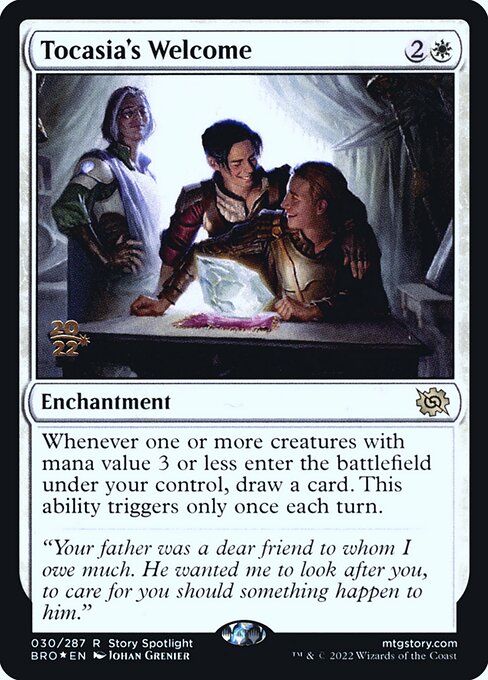 Tocasia's Welcome 2
20
22
Enchantment
Whenever one or more creatures with
mana value 3 or less enter the battlefield
under your control, draw a card. This
ability triggers only once each turn.
“Your father was a dear friend to whom I
owe much. He wanted me to look after you,
to care for you should something happen to
him.”
030/287 R Story Spotlight mtgstory.com
BRO EN Johan Grenier ™ & © 2022 Wizards of the Coast